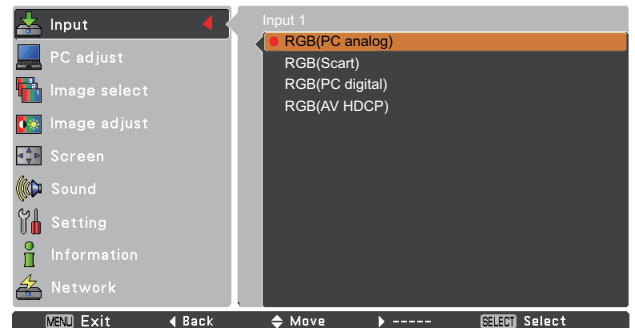 Input
PC adjust
Image select
Image adjust
Screen
Sound
Setting
Information
Network
Input 1
RGB(PC analog)
RGB(Scart)
RGB(PC digital)
RGB(AV HDCP)
MENU Exit ◀ Back Move ▶ ----- SELECT Select